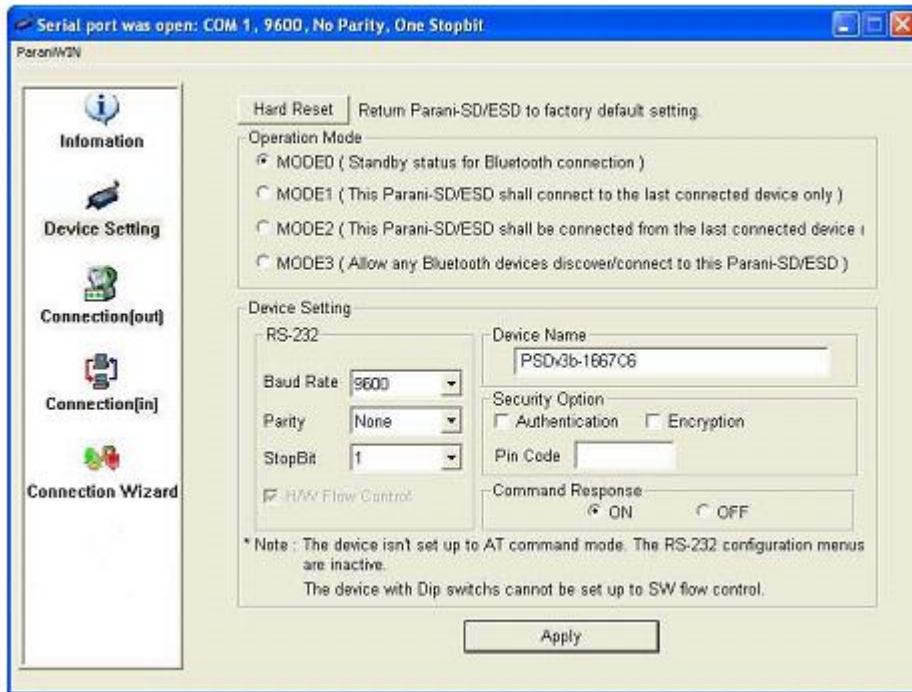 Serial port was open: COM 1, 9600, No Parity, One Stopbit
ParaniWIN
Infomation
Device Setting
Connection(out)
Connection(in)
Connection Wizard
Hard Reset Return Parani-SD/ESD to factory default setting.
Operation Mode
MODE0 ( Standby status for Bluetooth connection )
MODE1 ( This Parani-SD/ESD shall connect to the last connected device only )
MODE2 ( This Parani-SD/ESD shall be connected from the last connected device
MODE3 ( Allow any Bluetooth devices discover/connect to this Parani-SD/ESD )
Device Setting
RS-232
Baud Rate 9600
Parity None
StopBit 1
H/W Flow Control
Device Name
PSDv3b-1667C6
Security Option
Authentication Encryption
Pin Code
Command Response
ON OFF
* Note : The device isn't set up to AT command mode. The RS-232 configuration menus
are inactive.
The device with Dip switchs cannot be set up to SW flow control.
Apply